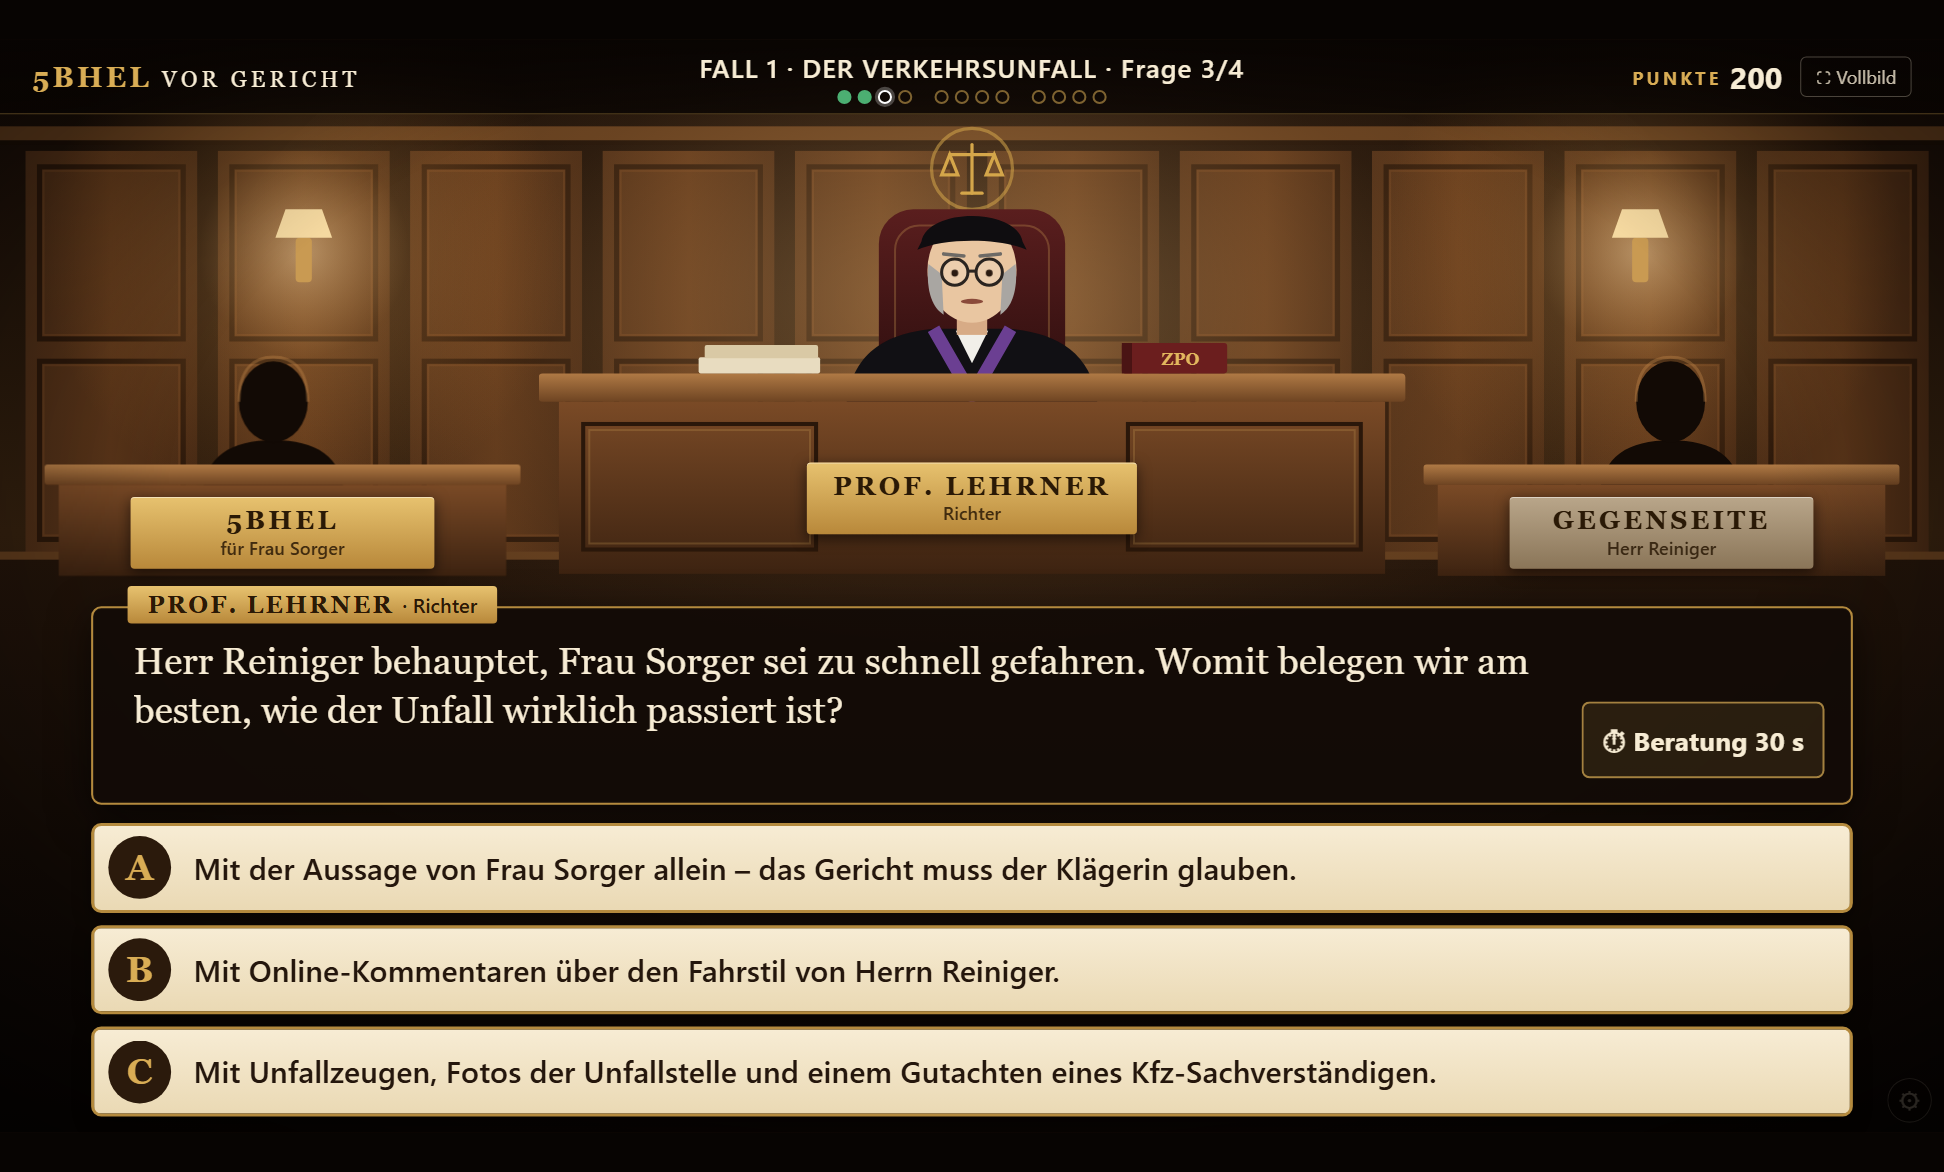 5BHEL VOR GERICHT
FALL 1 · DER VERKEHRSUNFALL · Frage 3/4
PUNKTE 200
Vollbild
ZPO
PROF. LEHRNER
Richter
5BHEL
für Frau Sorger
GEGENSEITE
Herr Reiniger
PROF. LEHRNER · Richter
Herr Reiniger behauptet, Frau Sorger sei zu schnell gefahren. Womit belegen wir am
besten, wie der Unfall wirklich passiert ist?
Beratung 30 s
A Mit der Aussage von Frau Sorger allein – das Gericht muss der Klägerin glauben.
B Mit Online-Kommentaren über den Fahrstil von Herrn Reiniger.
C Mit Unfallzeugen, Fotos der Unfallstelle und einem Gutachten eines Kfz-Sachverständigen.